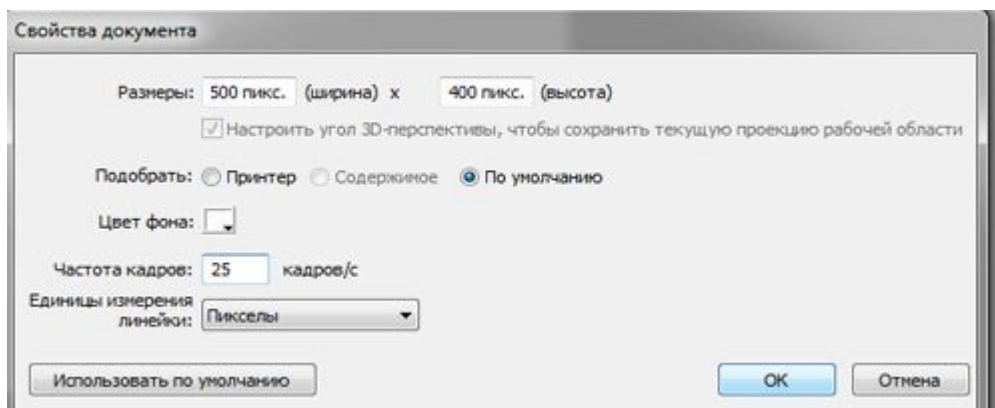 Свойства документа
Размеры: 500 пикс. (ширина) x 400 пикс. (высота)
Настроить угол 3D-перспективы, чтобы сохранить текущую проекцию рабочей области
Подобрать: Принтер Содержимое По умолчанию
Цвет фона:
Частота кадров: 25 кадров/с
Единицы измерения
линейки: Пикселы
Использовать по умолчанию OK Отмена